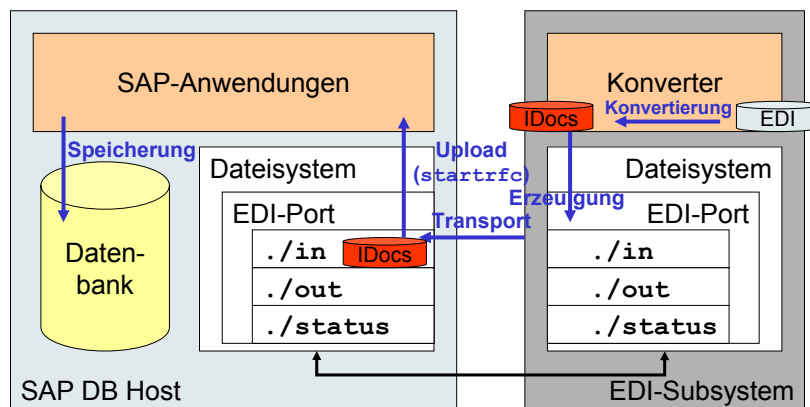 SAP-Anwendungen
Konverter
IDocs
Konvertierung
EDI
Speicherung
Upload
(startrfc)
Erzeugung
Transport
Daten-
bank
Dateisystem
EDI-Port
./in
IDocs
./out
./status
Dateisystem
EDI-Port
./in
./out
./status
SAP DB Host
EDI-Subsystem